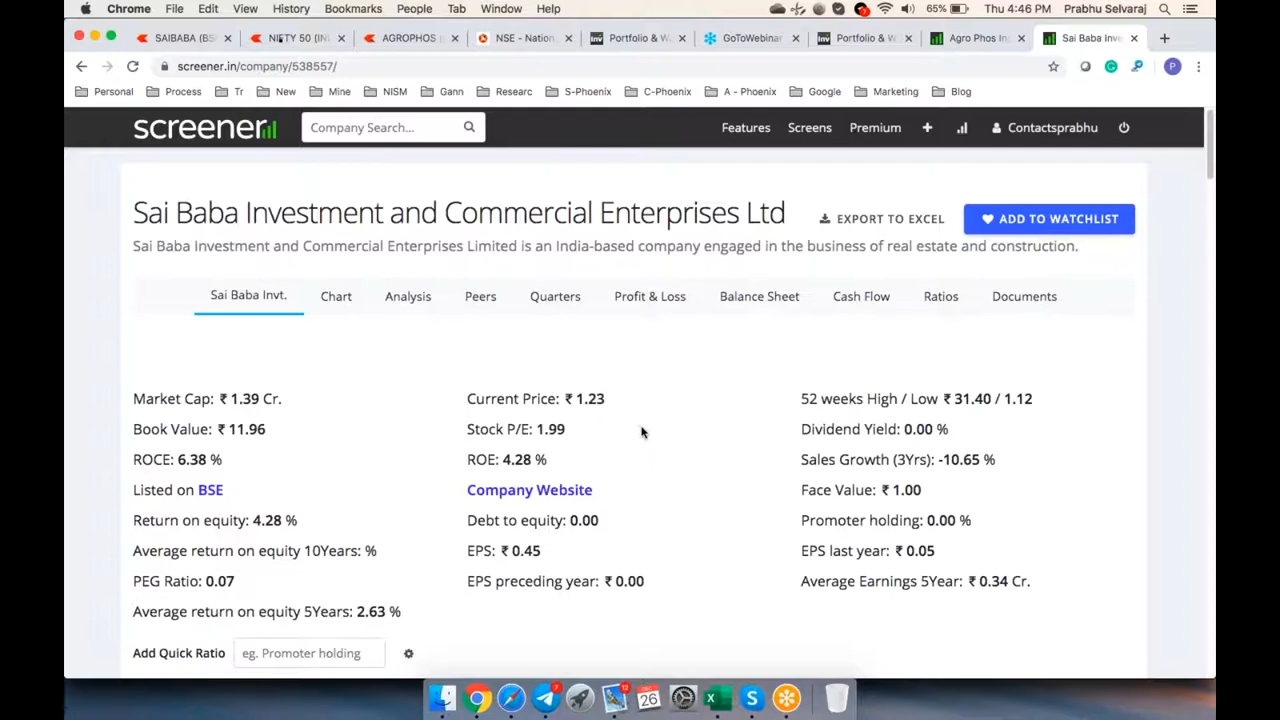 Chrome File Edit View History Bookmarks People Tab Window Help 65% Thu 4:46 PM Prabhu Selvaraj
SAIBABA (BS NIFTY 50 (IN AGROPHOS NSE - Nation Portfolio & W GoToWebinar Portfolio & W Agro Phos In Sai Baba Inve
screener.in/company/538557/
Personal Process Tr New Mine NISM Gann Researc S-Phoenix C-Phoenix A - Phoenix Google Marketing Blog
screener Company Search... Features Screens Premium Contactsprabhu
Sai Baba Investment and Commercial Enterprises Ltd EXPORT TO EXCEL ADD TO WATCHLIST
Sai Baba Investment and Commercial Enterprises Limited is an India-based company engaged in the business of real estate and construction.
Sai Baba Invt. Chart Analysis Peers Quarters Profit & Loss Balance Sheet Cash Flow Ratios Documents
Market Cap: ₹ 1.39 Cr. Current Price: ₹ 1.23 52 weeks High / Low ₹ 31.40 / 1.12
Book Value: ₹ 11.96 Stock P/E: 1.99 Dividend Yield: 0.00 %
ROCE: 6.38 % ROE: 4.28 % Sales Growth (3Yrs): -10.65 %
Listed on BSE Company Website Face Value: ₹ 1.00
Return on equity: 4.28 % Debt to equity: 0.00 Promoter holding: 0.00 %
Average return on equity 10Years: % EPS: ₹ 0.45 EPS last year: ₹ 0.05
PEG Ratio: 0.07 EPS preceding year: ₹ 0.00 Average Earnings 5Year: ₹ 0.34 Cr.
Average return on equity 5Years: 2.63 %
Add Quick Ratio eg. Promoter holding
26